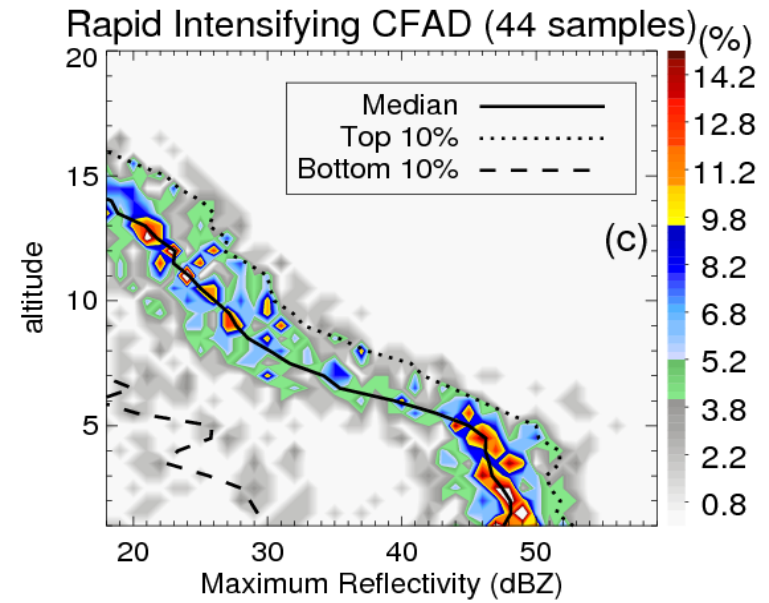 Rapid Intensifying CFAD (44 samples)
(%)
20
15
10
5
altitude
Median
Top 10%
Bottom 10%
(c)
14.2
12.8
11.2
9.8
8.2
6.8
5.2
3.8
2.2
0.8
20 30 40 50
Maximum Reflectivity (dBZ)